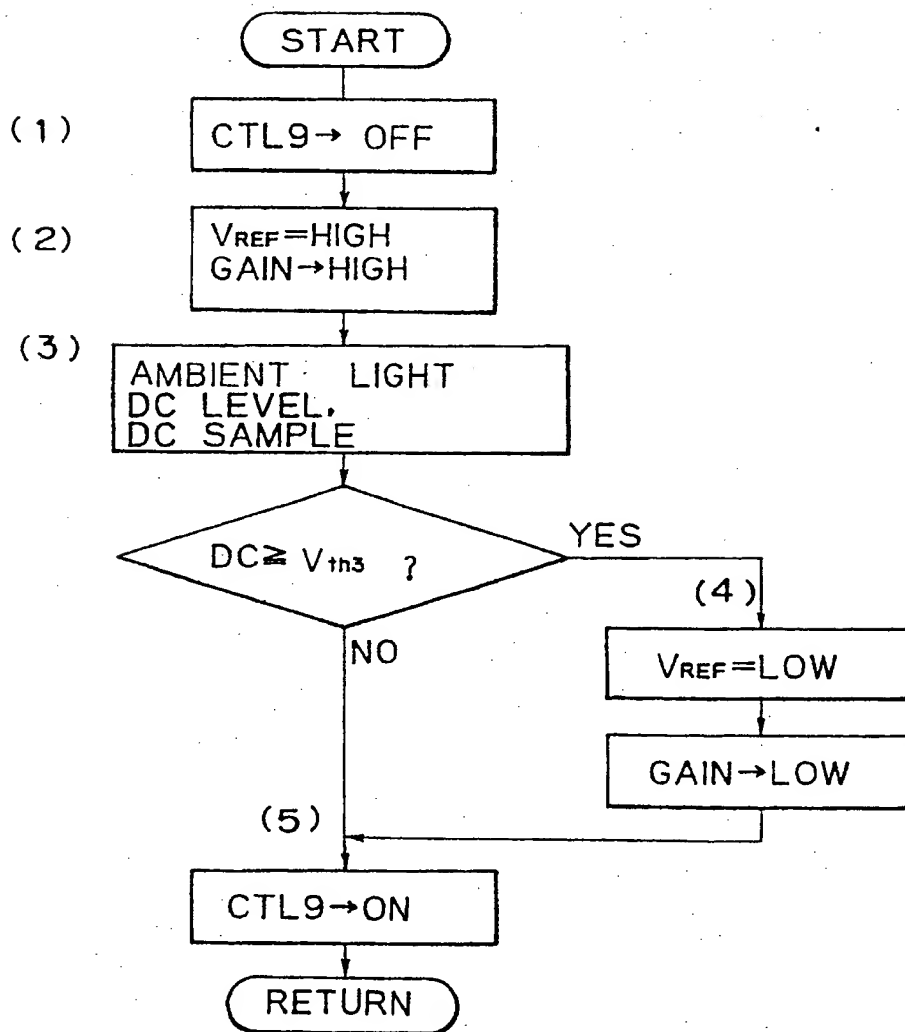 START
(1)
CTL9→ OFF
(2)
VREF=HIGH
GAIN→HIGH
(3)
AMBIENT LIGHT
DC LEVEL.
DC SAMPLE
DC≧ Vth3 ?
YES
NO
(4)
VREF=LOW
GAIN→LOW
(5)
CTL9→ON
RETURN